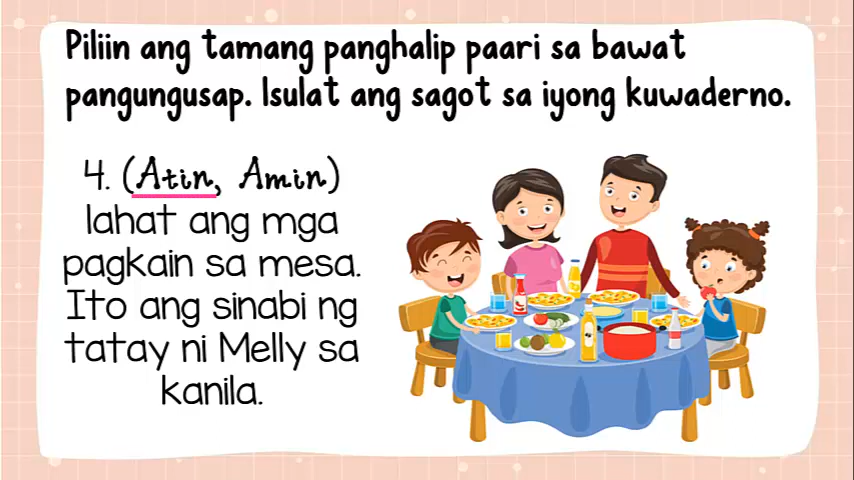 Piliin ang tamang panghalip paari sa bawat
pangungusap. Isulat ang sagot sa iyong kuwaderno.
4. (Atin, Amin)
lahat ang mga
pagkain sa mesa.
Ito ang sinabi ng
tatay ni Melly sa
kanila.